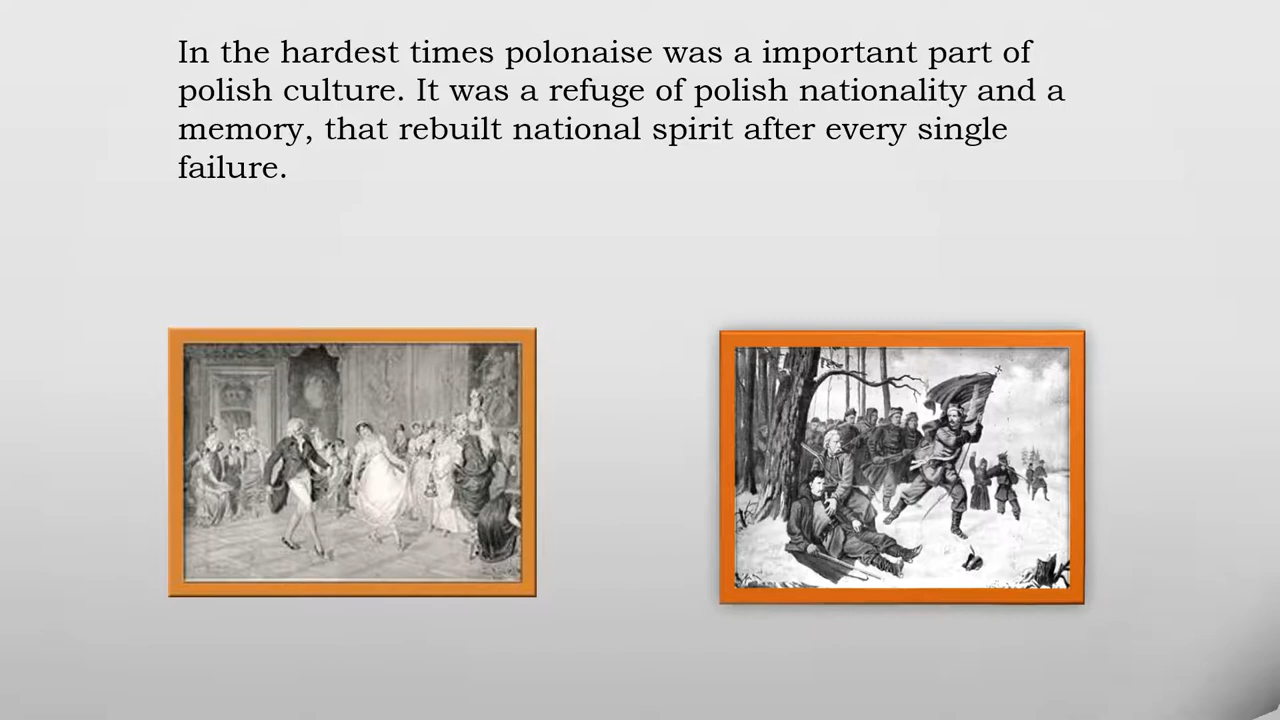 In the hardest times polonaise was a important part of
polish culture. It was a refuge of polish nationality and a
memory, that rebuilt national spirit after every single
failure.